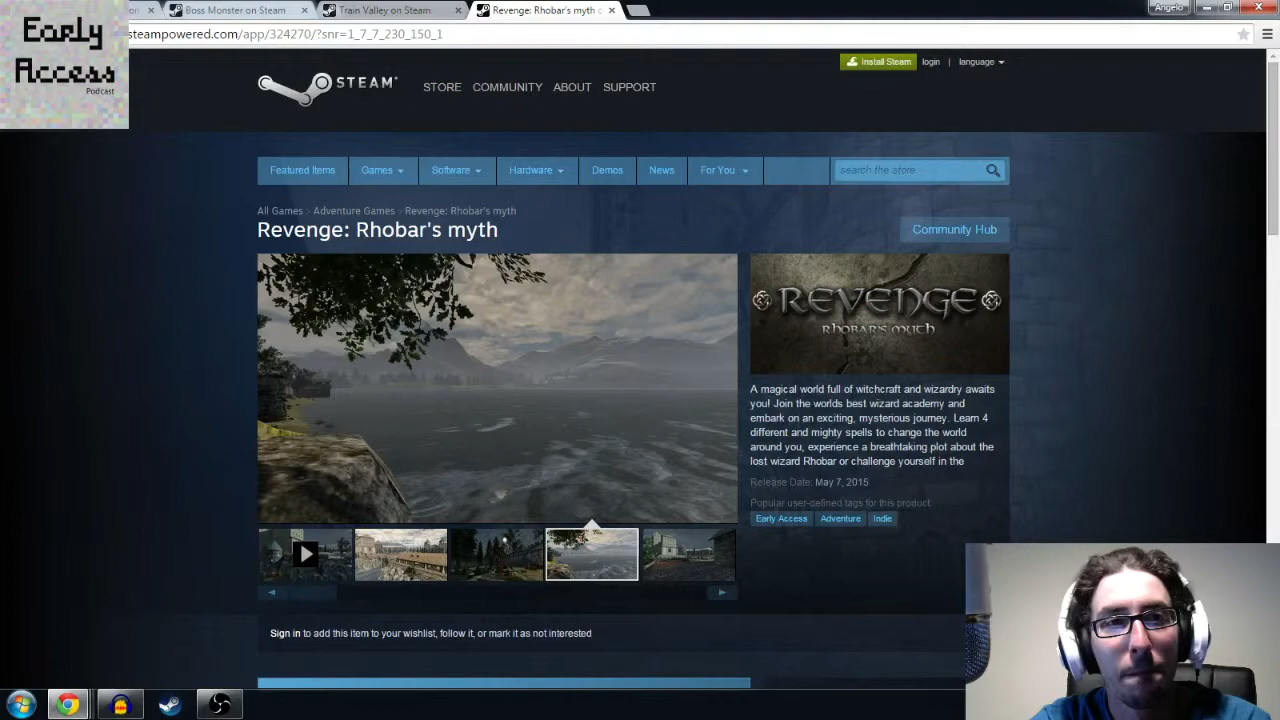 Early
Access
Podcast
Boss Monster on Steam
Train Valley on Steam
Revenge: Rhobar's myth
Angelo
steampowered.com/app/324270/?snr=1_7_7_230_150_1
Install Steam
login
language
STEAM
STORE
COMMUNITY
ABOUT
SUPPORT
Featured Items
Games
Software
Hardware
Demos
News
For You
search the store
All Games > Adventure Games > Revenge: Rhobar's myth
Revenge: Rhobar's myth
Community Hub
REVENGE
RHOBAR'S MYTH
A magical world full of witchcraft and wizardry awaits
you! Join the worlds best wizard academy and
embark on an exciting, mysterious journey. Learn 4
different and mighty spells to change the world
around you, experience a breathtaking plot about the
lost wizard Rhobar or challenge yourself in the
Release Date: May 7, 2015
Popular user-defined tags for this product:
Early Access
Adventure
Indie
Sign in to add this item to your wishlist, follow it, or mark it as not interested